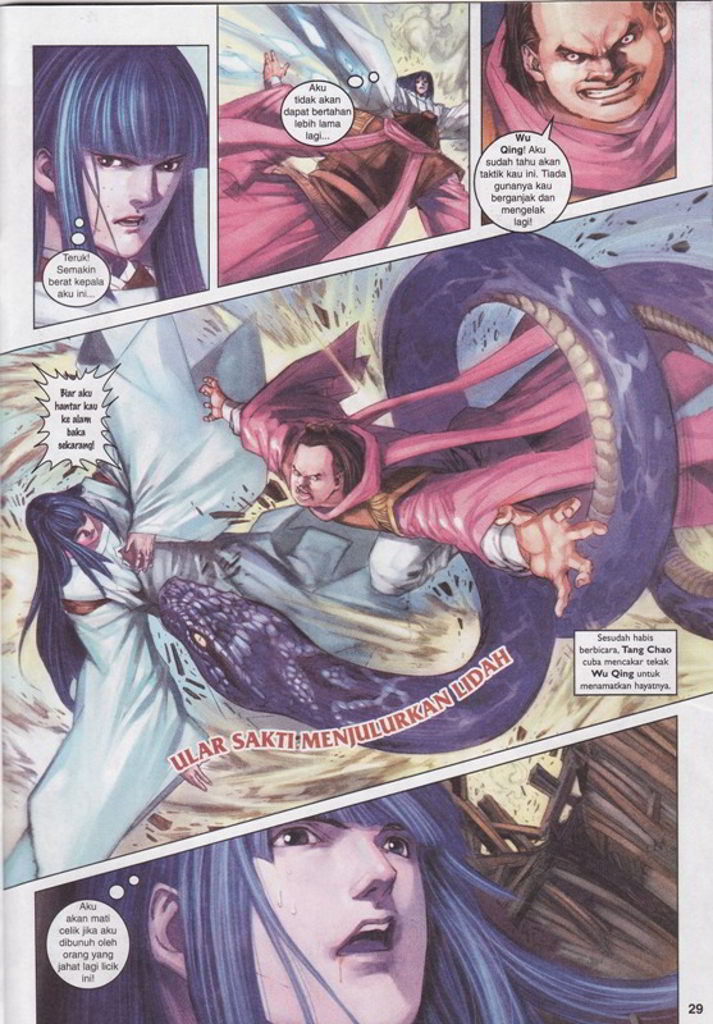 Teruk!
Semakin
berat kepala
aku ini...
Aku
tidak akan
dapat bertahan
lebih lama
lagi...
Wu
Qing! Aku
sudah tahu akan
taktik kau ini. Tiada
gunanya kau
berganjak dan
mengelak
lagi!
Biar aku
hantar kau
ke alam
baka
sekarang!
Sesudah habis
berbicara, Tang Chao
cuba mencakar tekak
Wu Qing untuk
menamatkan hayatnya.
ULAR SAKTI MENJULURKAN LIDAH
Aku
akan mati
celik jika aku
dibunuh oleh
orang yang
jahat lagi licik
ini!
29